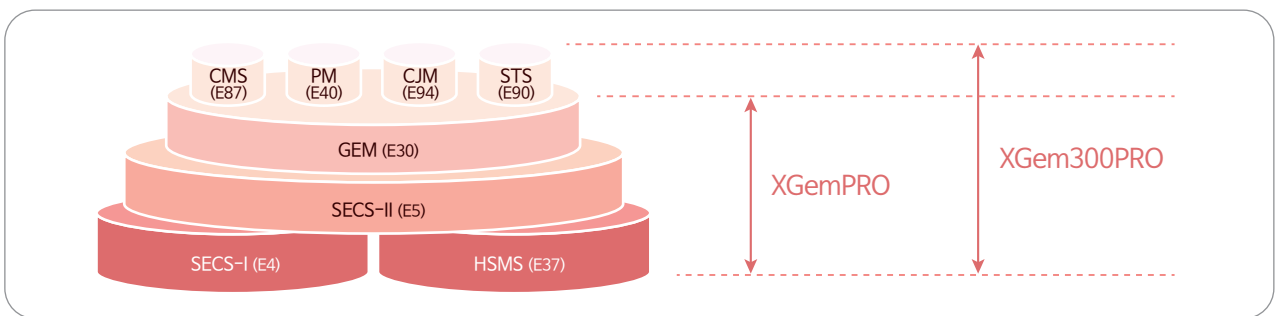 CMS
(E87)
PM
(E40)
CJM
(E94)
STS
(E90)
GEM (E30)
SECS-II (E5)
SECS-I (E4)
HSMS (E37)
XGemPRO
XGem300PRO